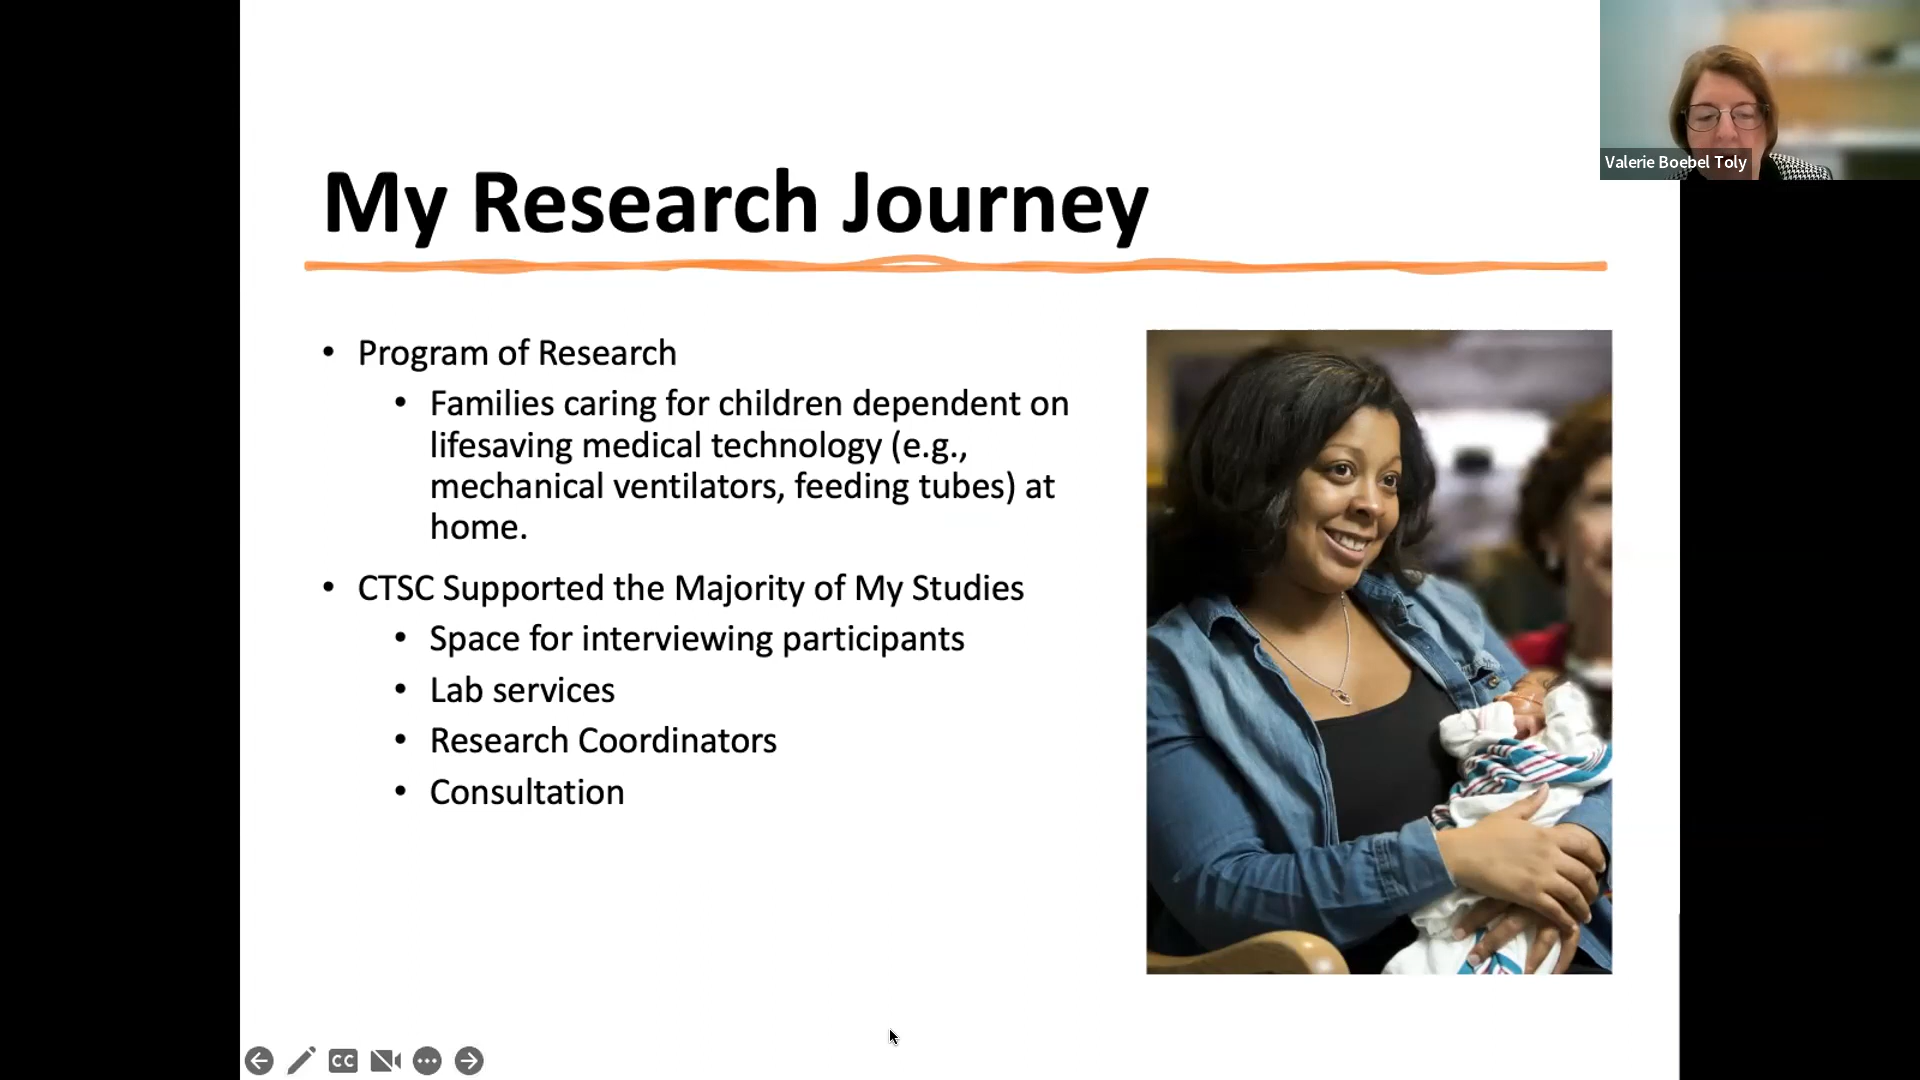 My Research Journey
Valerie Boebel Toly
• Program of Research
• Families caring for children dependent on
lifesaving medical technology (e.g.,
mechanical ventilators, feeding tubes) at
home.
• CTSC Supported the Majority of My Studies
• Space for interviewing participants
• Lab services
• Research Coordinators
• Consultation
CC